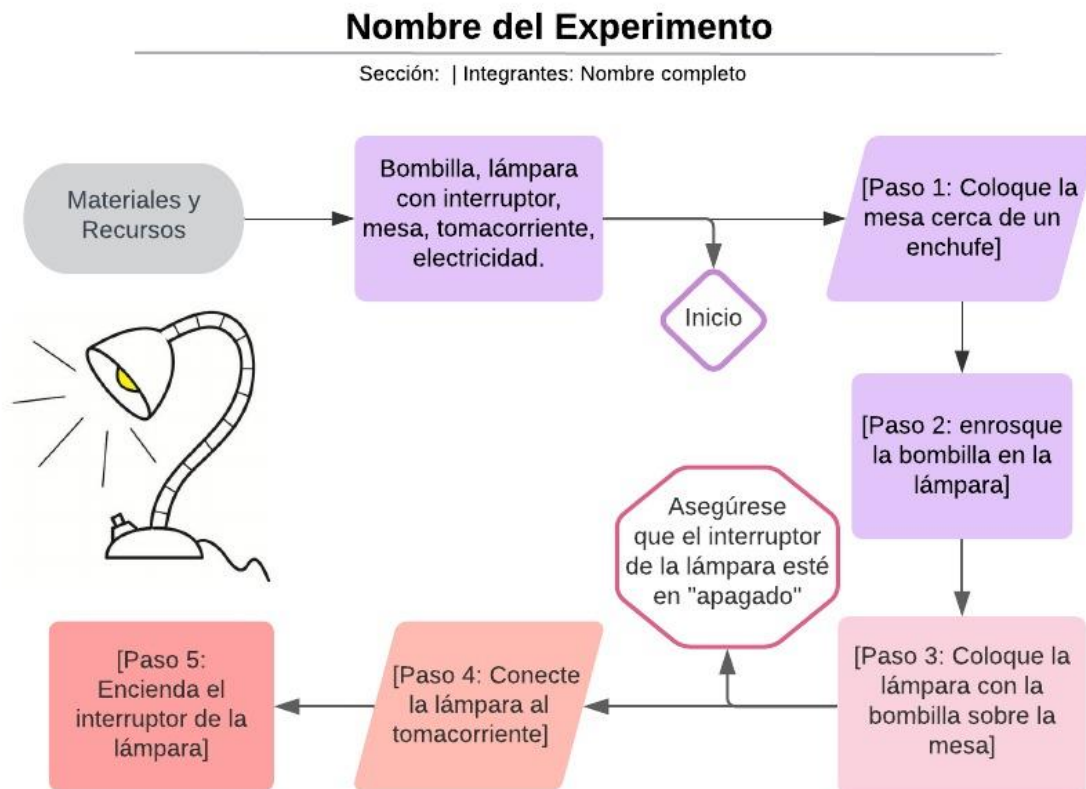 Nombre del Experimento
Sección:  | Integrantes: Nombre completo
Materiales y
Recursos
Bombilla, lámpara
con interruptor,
mesa, tomacorriente,
electricidad.
Inicio
[Paso 1: Coloque la
mesa cerca de un
enchufe]
[Paso 2: enrosque
la bombilla en la
lámpara]
[Paso 3: Coloque la
lámpara con la
bombilla sobre la
mesa]
Asegúrese
que el interruptor
de la lámpara esté
en "apagado"
[Paso 4: Conecte
la lámpara al
tomacorriente]
[Paso 5:
Encienda el
interruptor de la
lámpara]